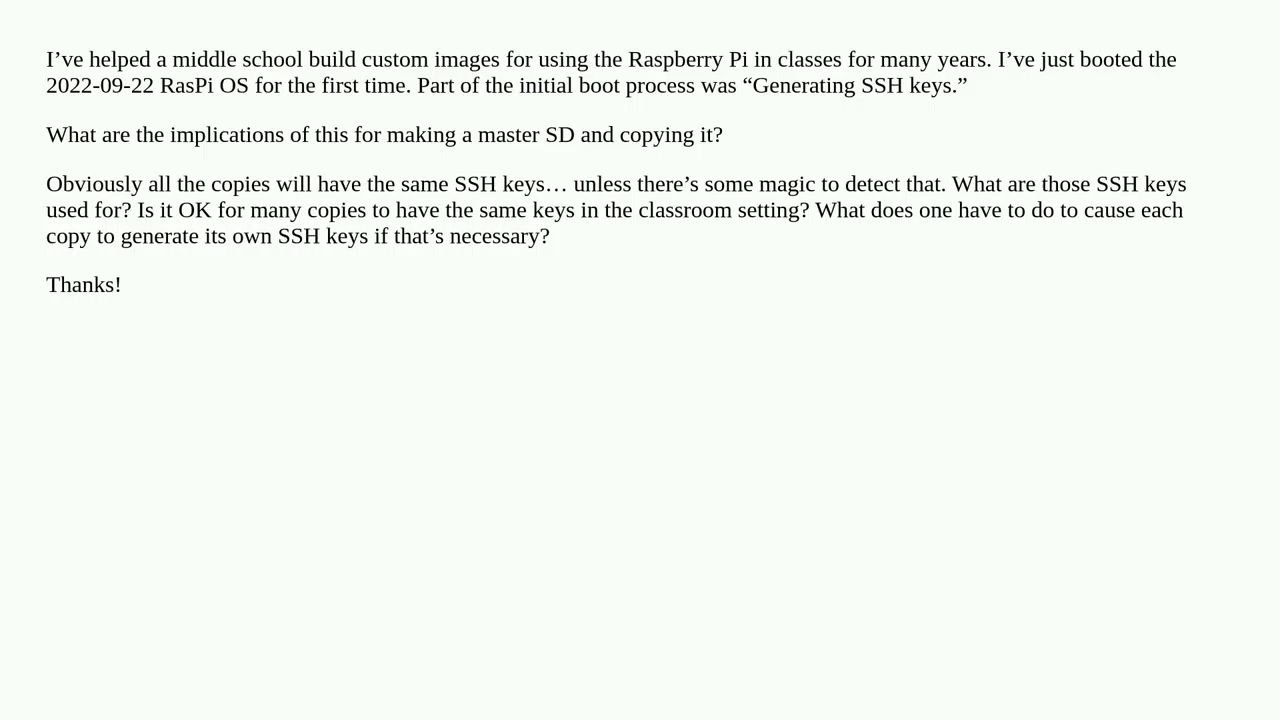 I’ve helped a middle school build custom images for using the Raspberry Pi in classes for many years. I’ve just booted the
2022-09-22 RasPi OS for the first time. Part of the initial boot process was “Generating SSH keys.”
What are the implications of this for making a master SD and copying it?
Obviously all the copies will have the same SSH keys… unless there’s some magic to detect that. What are those SSH keys
used for? Is it OK for many copies to have the same keys in the classroom setting? What does one have to do to cause each
copy to generate its own SSH keys if that’s necessary?
Thanks!